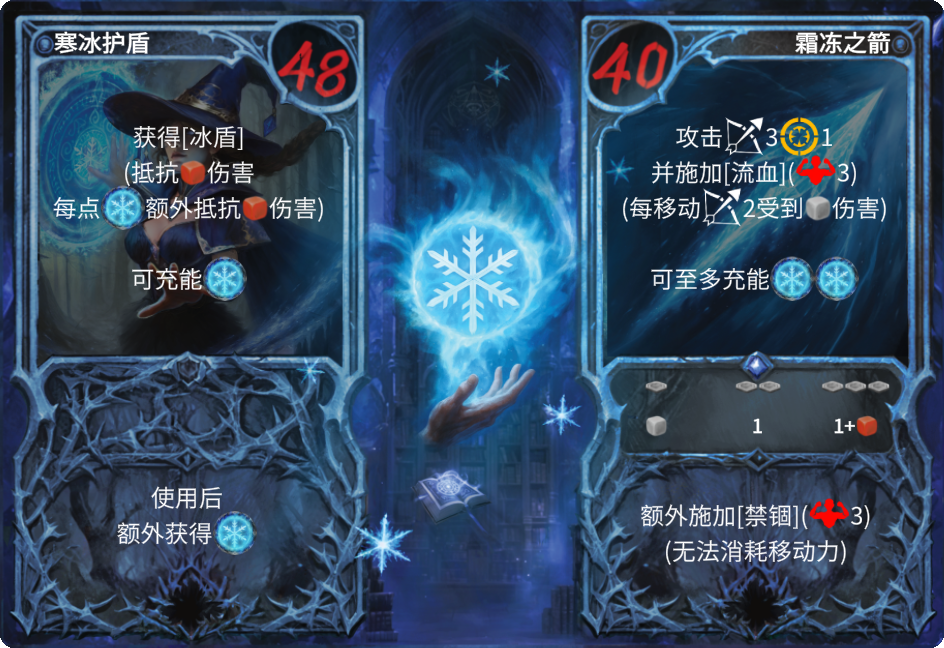 寒冰护盾
48
获得[冰盾]
(抵抗伤害
每点额外抵抗伤害)
可充能
使用后
额外获得
40
霜冻之箭
攻击3 1
并施加[流血](3)
(每移动2受到伤害)
可至多充能
1 1+
额外施加[禁锢](3)
(无法消耗移动力)